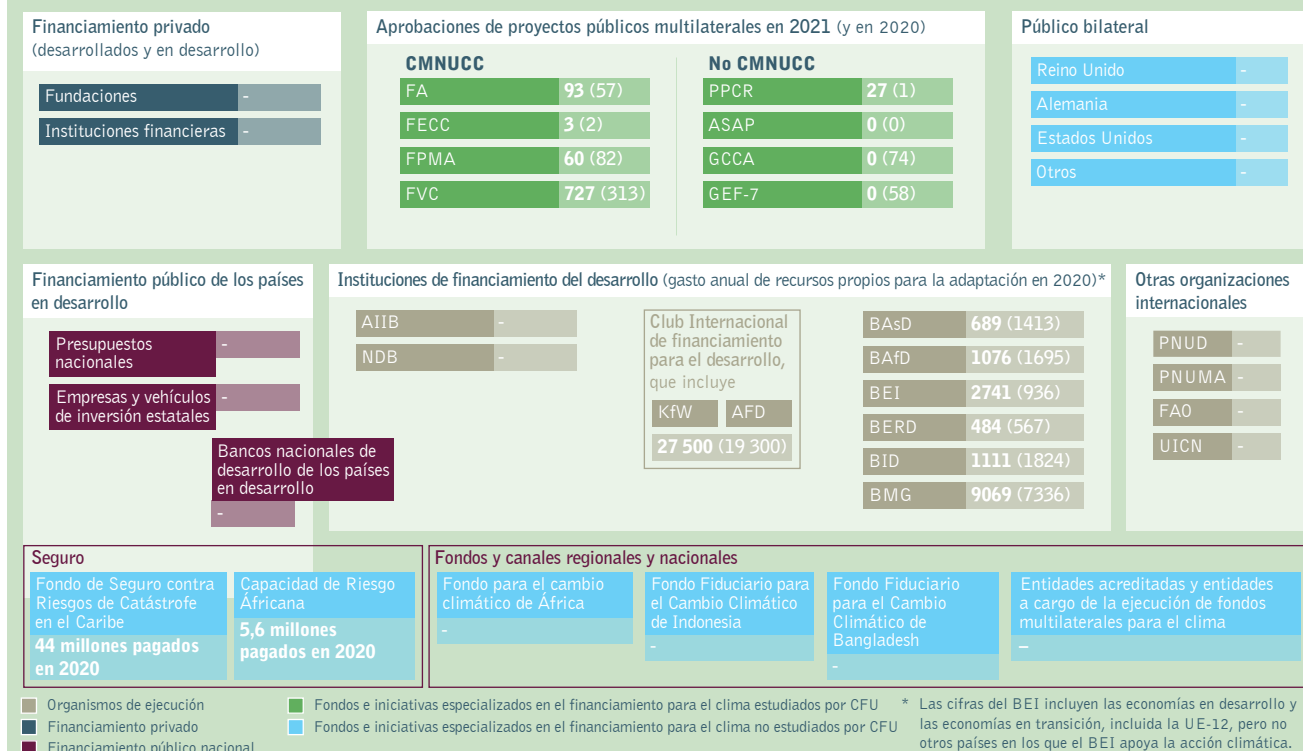 Financiamiento privado
(desarrollados y en desarrollo)
Fundaciones -
Instituciones financieras -
Aprobaciones de proyectos públicos multilaterales en 2021 (y en 2020)
CMNUCC
FA 93 (57)
FECC 3 (2)
FPMA 60 (82)
FVC 727 (313)
No CMNUCC
PPCR 27 (1)
ASAP 0 (0)
GCCA 0 (74)
GEF-7 0 (58)
Público bilateral
Reino Unido -
Alemania -
Estados Unidos -
Otros -
Financiamiento público de los países
en desarrollo
Presupuestos -
nacionales
Empresas y vehículos -
de inversión estatales
Bancos nacionales de
desarrollo de los países
en desarrollo
-
Instituciones de financiamiento del desarrollo (gasto anual de recursos propios para la adaptación en 2020)*
AIIB -
NDB -
Club Internacional
de financiamiento
para el desarrollo,
que incluye
KfW AFD
27 500 (19 300)
BAsD 689 (1413)
BAfD 1076 (1695)
BEI 2741 (936)
BERD 484 (567)
BID 1111 (1824)
BMG 9069 (7336)
Otras organizaciones
internacionales
PNUD -
PNUMA -
FAO -
UICN -
Seguro
Fondo de Seguro contra
Riesgos de Catástrofe
en el Caribe
44 millones pagados
en 2020
Capacidad de Riesgo
Áfricana
5,6 millones
pagados en 2020
Fondos y canales regionales y nacionales
Fondo para el cambio
climático de África
-
Fondo Fiduciario para
el Cambio Climático
de Indonesia
-
Fondo Fiduciario
para el Cambio
Climático de
Bangladesh
-
Entidades acreditadas y entidades
a cargo de la ejecución de fondos
multilaterales para el clima
–
Organismos de ejecución
Financiamiento privado
Financiamiento público nacional
Fondos e iniciativas especializados en el financiamiento para el clima estudiados por CFU
Fondos e iniciativas especializados en el financiamiento para el clima no estudiados por CFU
* Las cifras del BEI incluyen las economías en desarrollo y
las economías en transición, incluida la UE-12, pero no
otros países en los que el BEI apoya la acción climática.